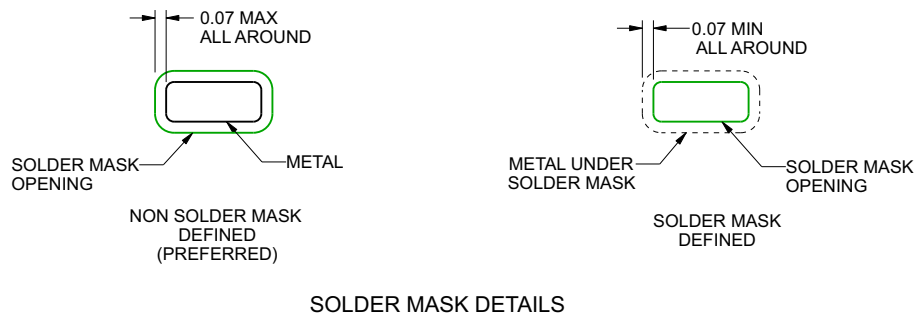 0.07 MAX
ALL AROUND
SOLDER MASK
OPENING
METAL
NON SOLDER MASK
DEFINED
(PREFERRED)
0.07 MIN
ALL AROUND
METAL UNDER
SOLDER MASK
SOLDER MASK
OPENING
SOLDER MASK
DEFINED
SOLDER MASK DETAILS